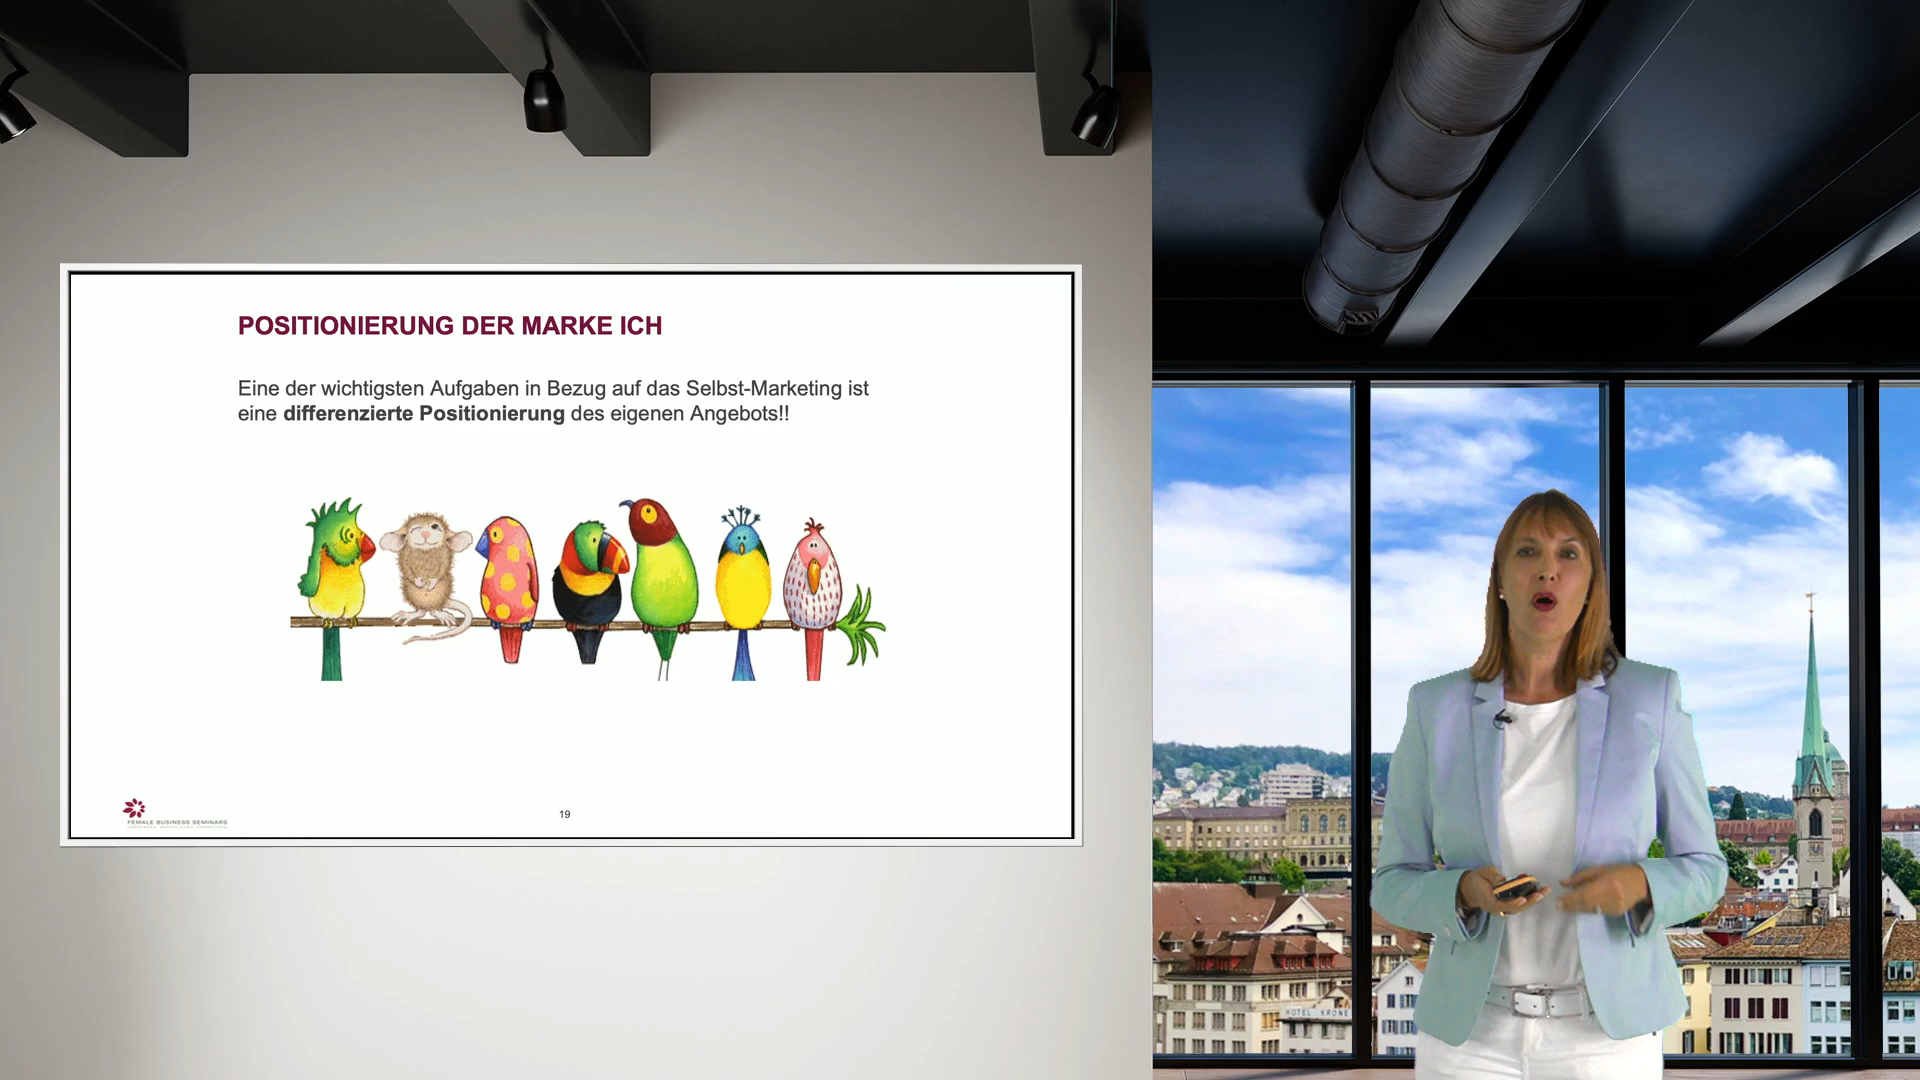 POSITIONIERUNG DER MARKE ICH
Eine der wichtigsten Aufgaben in Bezug auf das Selbst-Marketing ist
eine differenzierte Positionierung des eigenen Angebots!!
FEMALE BUSINESS SEMINARS
19
HOTEL KRONE